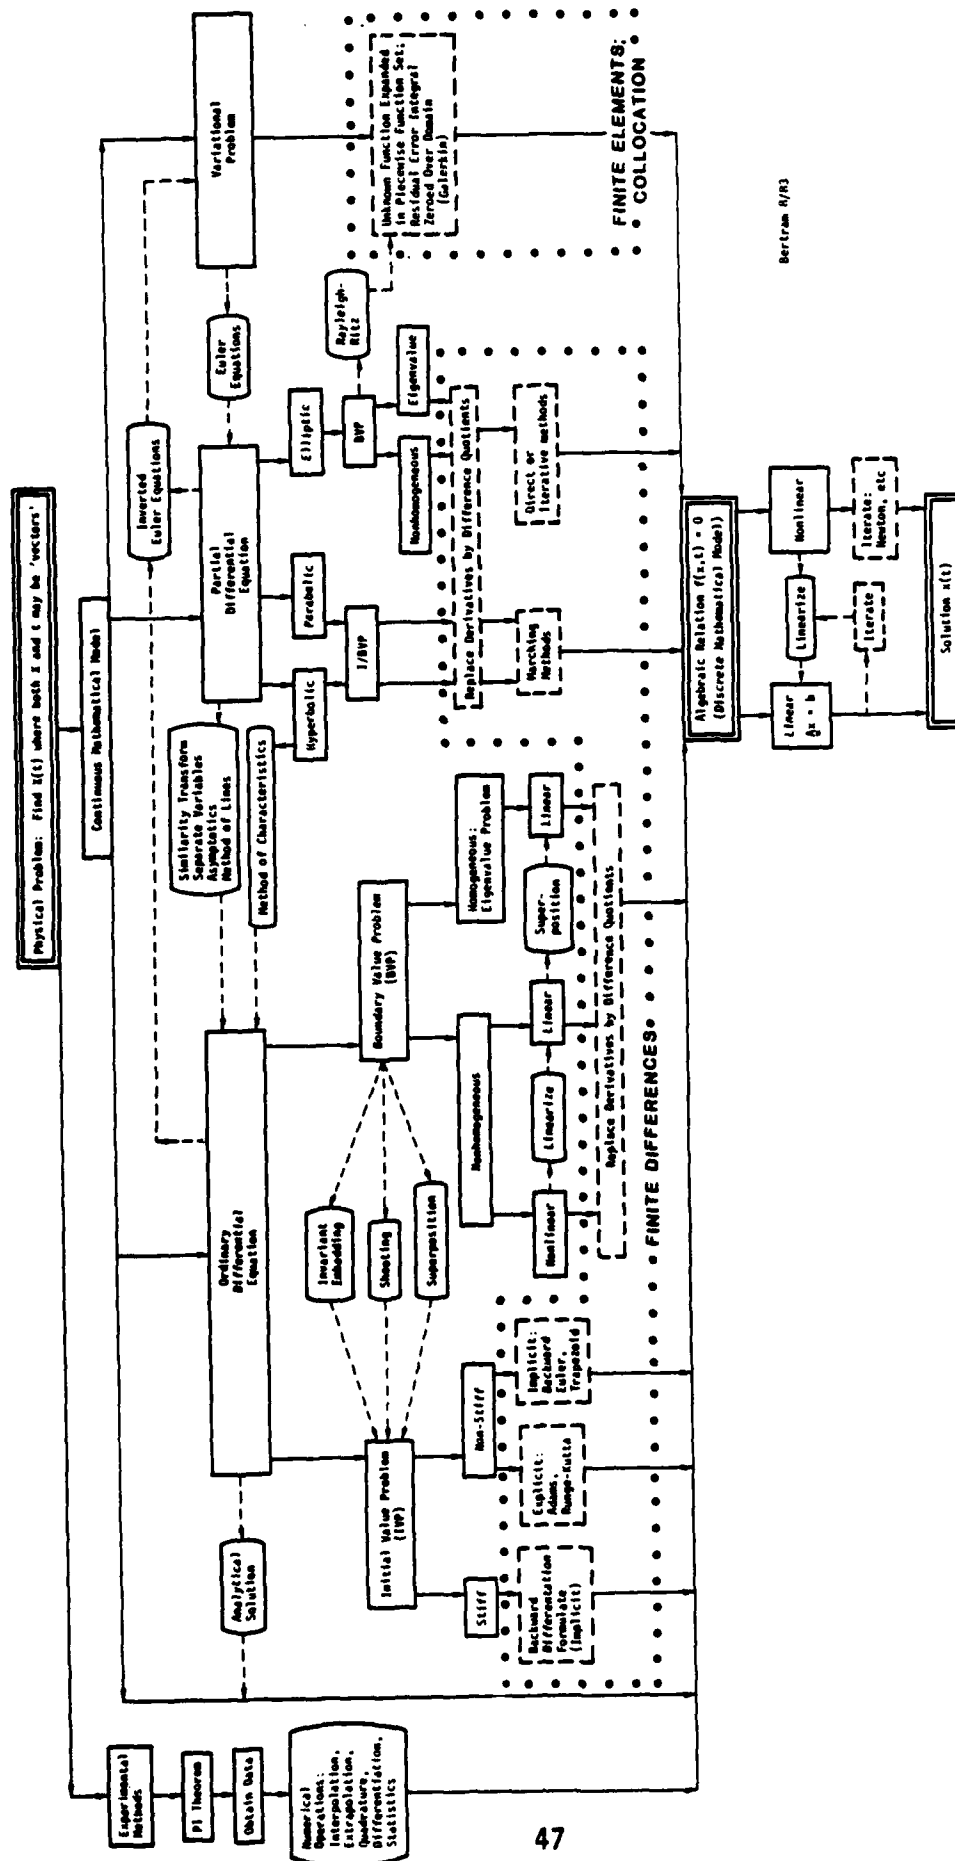 Physical Problem: Find X(t) where both X and t may be 'vectors'
Continuous Mathematical Model
Experimental
Methods
PI Theorem
Obtain Data
Numerical
Operations:
Interpolation,
Extrapolation,
Quadrature,
Differentiation,
Statistics
Analytical
Solution
Ordinary
Differential
Equation
Inverted
Euler Equations
Similarity Transform
Separate Variables
Asymptotics
Method of Lines
Method of Characteristics
Partial
Differential
Equation
Euler
Equations
Variational
Problem
Initial Value Problem
(IVP)
Invariant
Embedding
Shooting
Superposition
Boundary Value Problem
(BVP)
Hyperbolic
Parabolic
Elliptic
I/BVP
BVP
Rayleigh-
Ritz
Unknown Function Expanded
in Piecewise Function Set;
Residual Error Integral
Zeroed Over Domain
(Galerkin)
Stiff
Non-Stiff
Nonhomogeneous
Homogeneous:
Eigenvalue Problem
Nonhomogeneous
Eigenvalue
Backward
Differentation
Formulate
(Implicit)
Explicit:
Adams,
Runge-Kutta
Implicit:
Backward
Euler,
Trapezoid
Nonlinear
Linearize
Linear
Super-
position
Linear
Replace Derivatives by Difference Quotients
Replace Derivatives by Difference Quotients
Marching
Methods
Direct or
iterative methods
FINITE DIFFERENCES
FINITE ELEMENTS;
COLLOCATION
Algebraic Relation f(x,t) = 0
(Discrete Mathematical Model)
Linear
Ax = b
Linearize
Nonlinear
Iterate
Iterate:
Newton, etc
Solution x(t)
Bertram R/R3
47